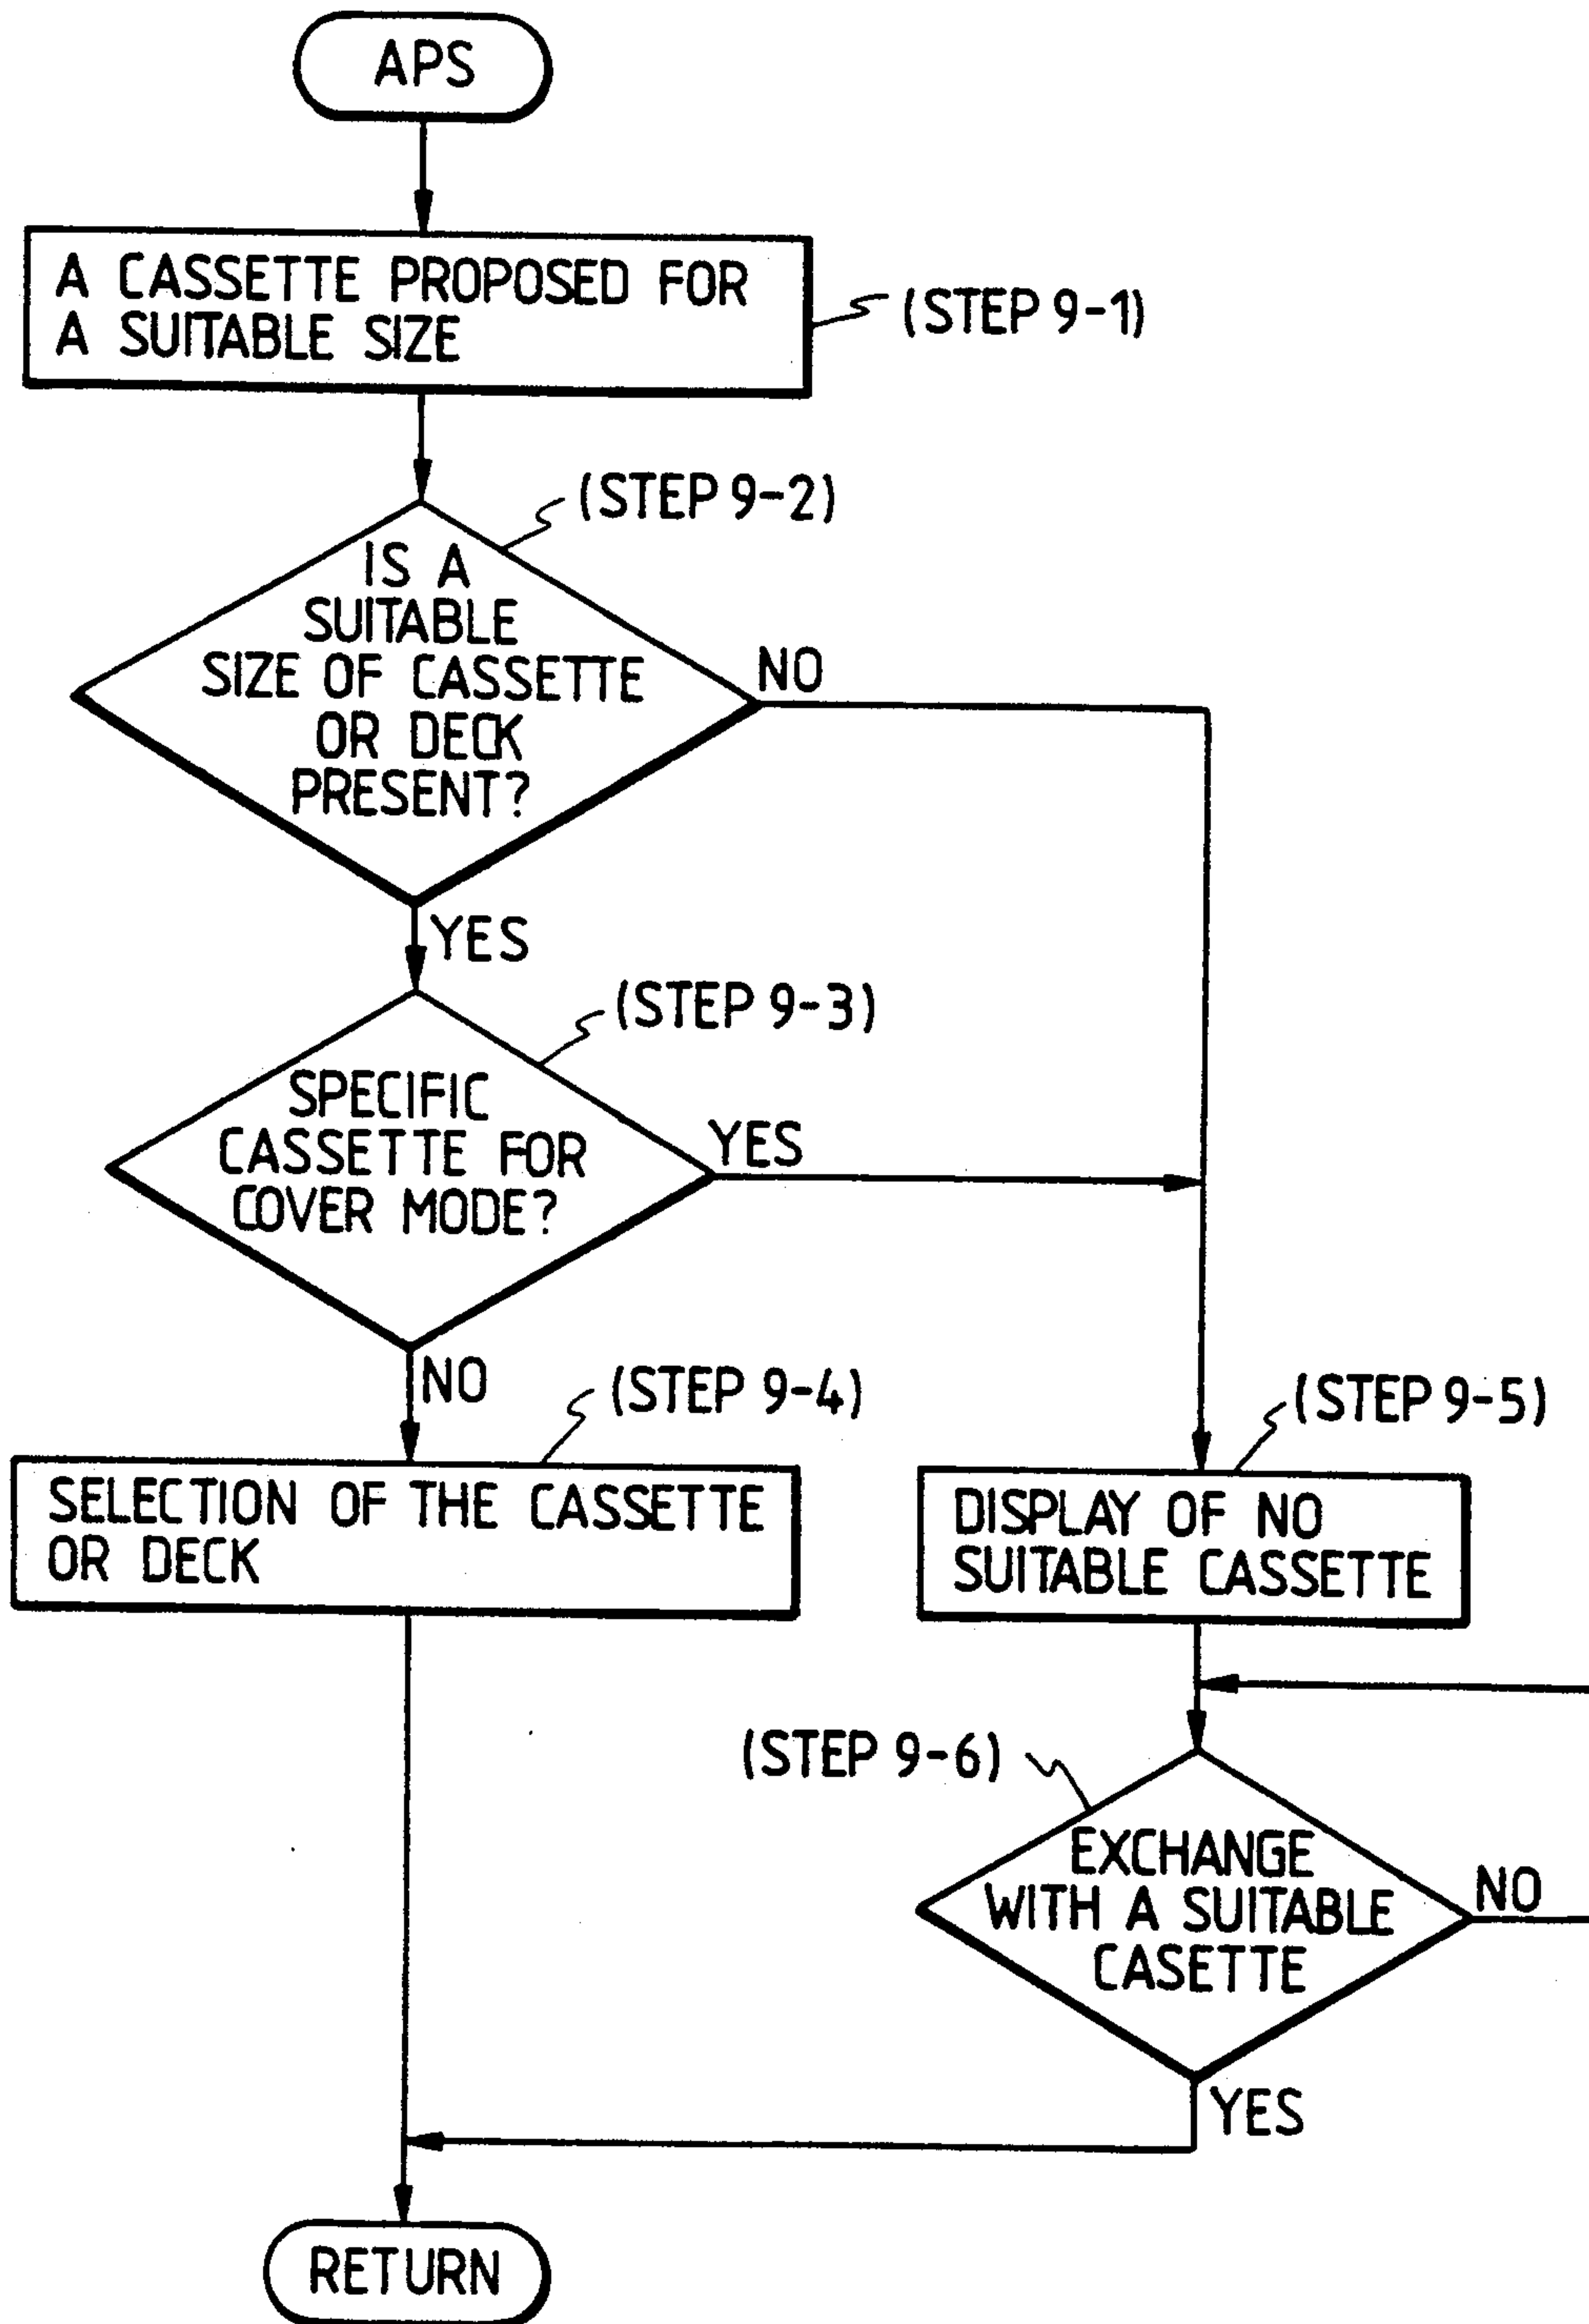 APS
A CASSETTE PROPOSED FOR
A SUITABLE SIZE
(STEP 9-1)
(STEP 9-2)
IS A
SUITABLE
SIZE OF CASSETTE
OR DECK
PRESENT?
NO
YES
(STEP 9-3)
SPECIFIC
CASSETTE FOR
COVER MODE?
YES
NO
(STEP 9-4)
SELECTION OF THE CASSETTE
OR DECK
(STEP 9-5)
DISPLAY OF NO
SUITABLE CASSETTE
(STEP 9-6)
EXCHANGE
WITH A SUITABLE
CASETTE
NO
YES
RETURN